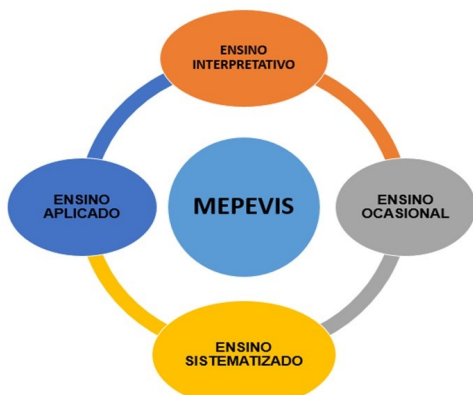 ENSINO
INTERPRETATIVO
ENSINO
APLICADO
MEPEVIS
ENSINO
OCASIONAL
ENSINO
SISTEMATIZADO